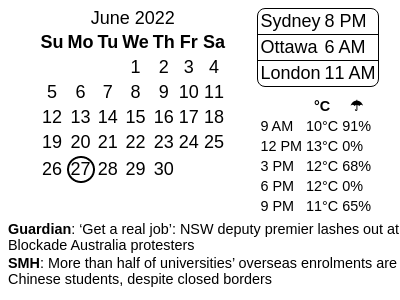 June 2022
Su Mo Tu We Th Fr Sa
1 2 3 4
5 6 7 8 9 10 11
12 13 14 15 16 17 18
19 20 21 22 23 24 25
26 27 28 29 30
Sydney 8 PM
Ottawa 6 AM
London 11 AM
°C ☂
9 AM 10°C 91%
12 PM 13°C 0%
3 PM 12°C 68%
6 PM 12°C 0%
9 PM 11°C 65%
Guardian: ‘Get a real job’: NSW deputy premier lashes out at
Blockade Australia protesters
SMH: More than half of universities’ overseas enrolments are
Chinese students, despite closed borders